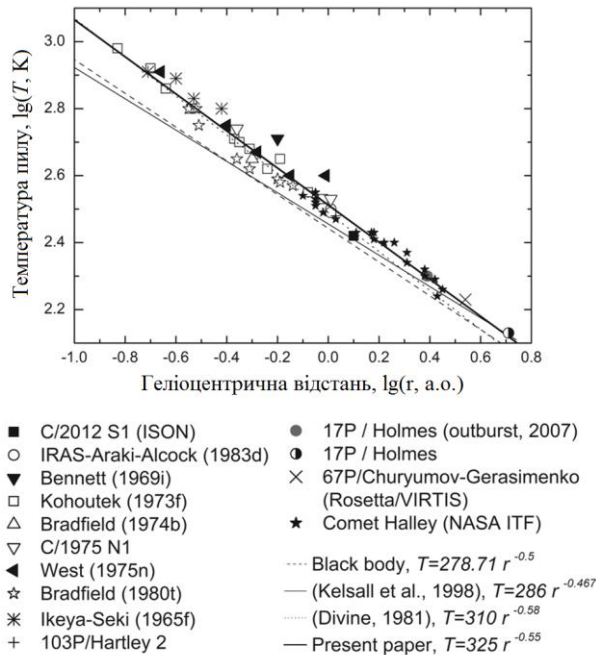 Температура пилу, lg(T, K)
3.0
2.8
2.6
2.4
2.2
-1.0 -0.8 -0.6 -0.4 -0.2 0.0 0.2 0.4 0.6 0.8
Геліоцентрична відстань, lg(r, a.o.)
C/2012 S1 (ISON)
IRAS-Araki-Alcock (1983d)
Bennett (1969i)
Kohoutek (1973f)
Bradfield (1974b)
C/1975 N1
West (1975n)
Bradfield (1980t)
Ikeya-Seki (1965f)
103P/Hartley 2
17P / Holmes (outburst, 2007)
17P / Holmes
67P/Churyumov-Gerasimenko
(Rosetta/VIRTIS)
Comet Halley (NASA ITF)
Black body, T=278.71 r -0.5
(Kelsall et al., 1998), T=286 r -0.467
(Divine, 1981), T=310 r -0.58
Present paper, T=325 r -0.55